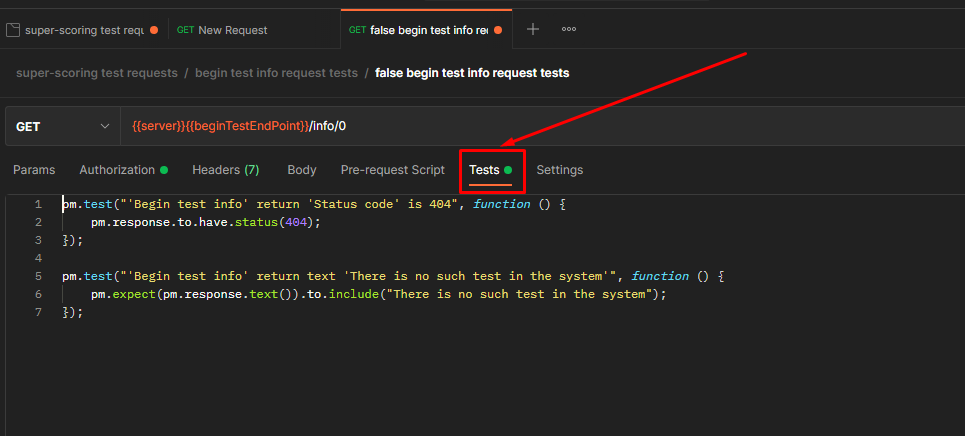 super-scoring test requ GET New Request GET false begin test info rec
super-scoring test requests / begin test info request tests / false begin test info request tests
GET {{server}}{{beginTestEndPoint}}/info/0
Params Authorization Headers (7) Body Pre-request Script Tests Settings
1 pm.test("'Begin test info' return 'Status code' is 404", function () {
2 pm.response.to.have.status(404);
3 });
4
5 pm.test("'Begin test info' return text 'There is no such test in the system'", function () {
6 pm.expect(pm.response.text()).to.include("There is no such test in the system");
7 });